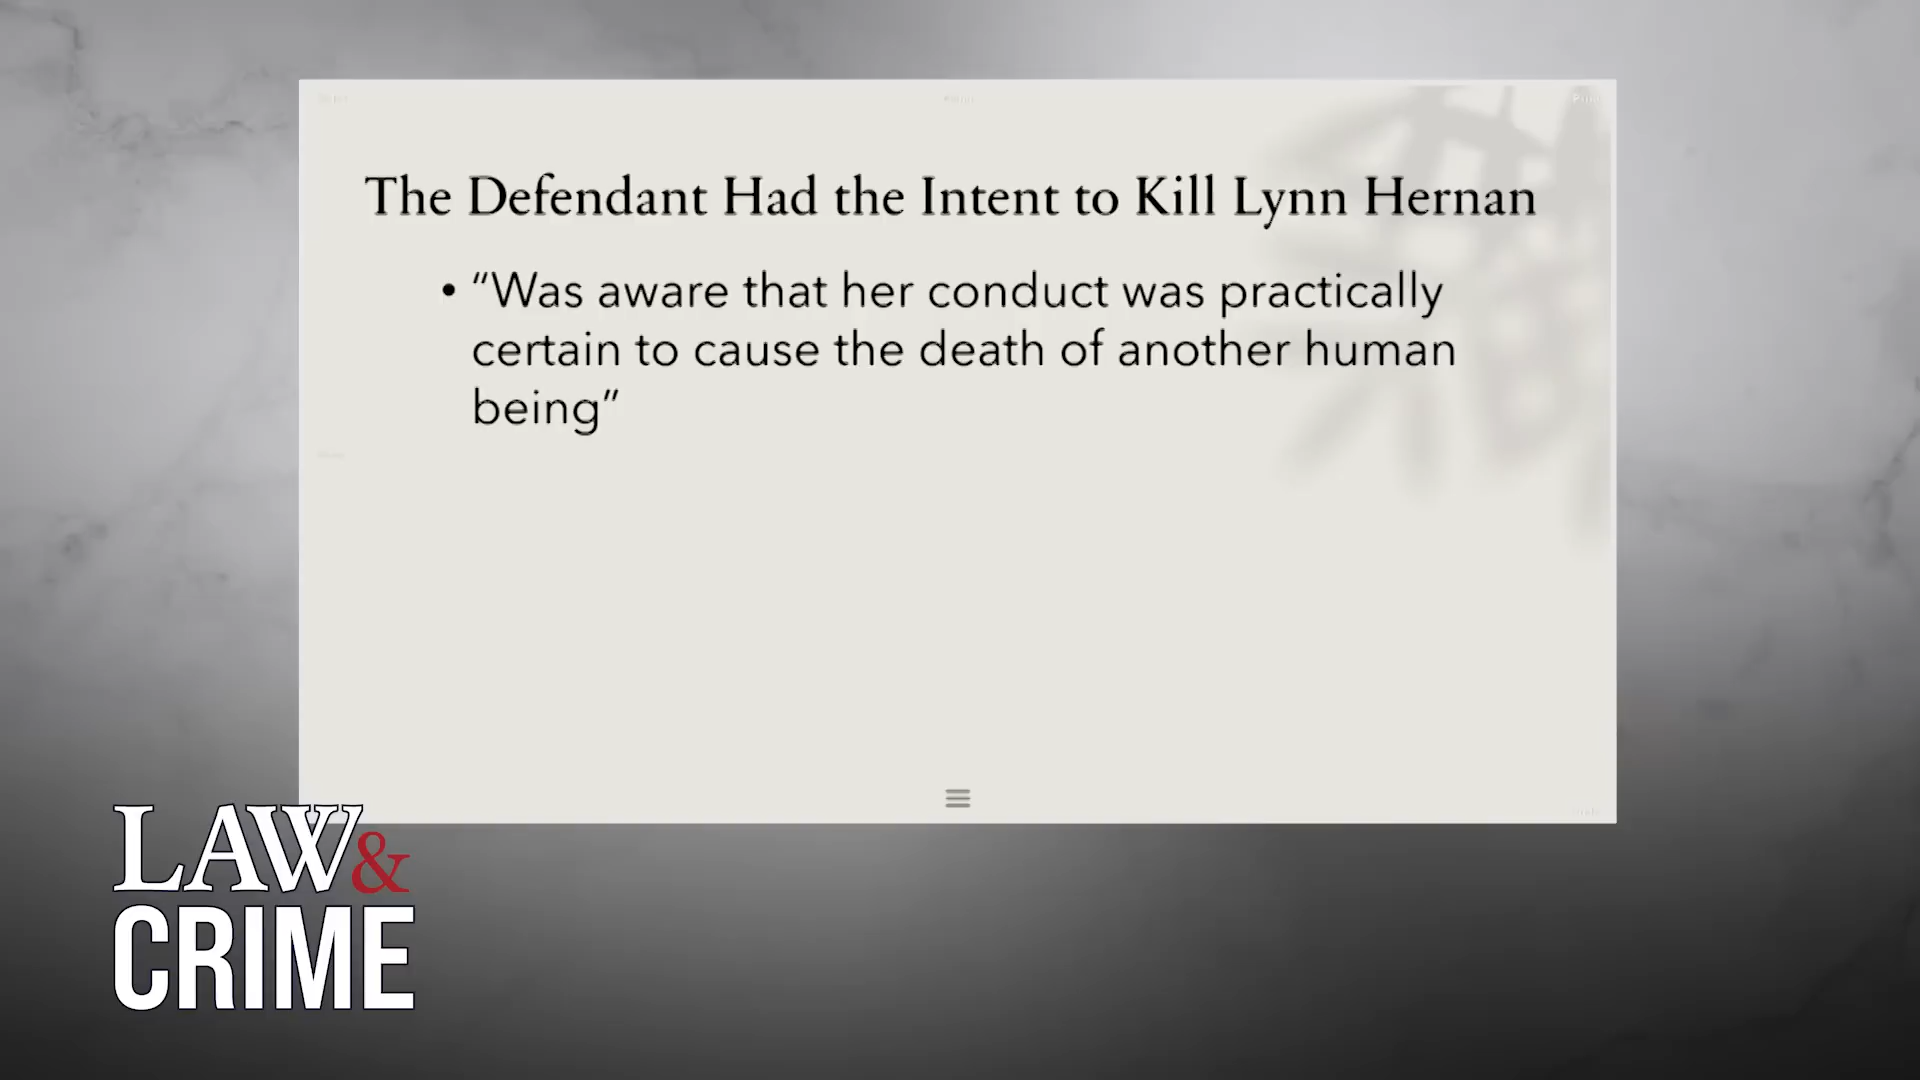 The Defendant Had the Intent to Kill Lynn Hernan
• “Was aware that her conduct was practically
certain to cause the death of another human
being”
LAW&
CRIME